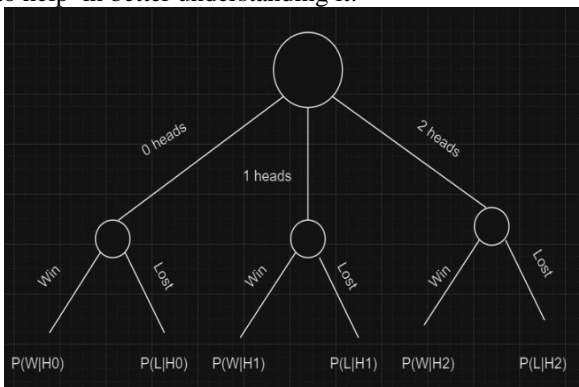 to help in better understanding it.
0 heads
1 heads
2 heads
Win
Lost
Win
Lost
Win
Lost
P(W|H0)
P(L|H0)
P(W|H1)
P(L|H1)
P(W|H2)
P(L|H2)